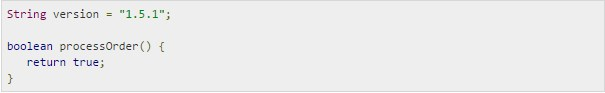 String version = "1.5.1";
boolean processOrder() {
return true;
}